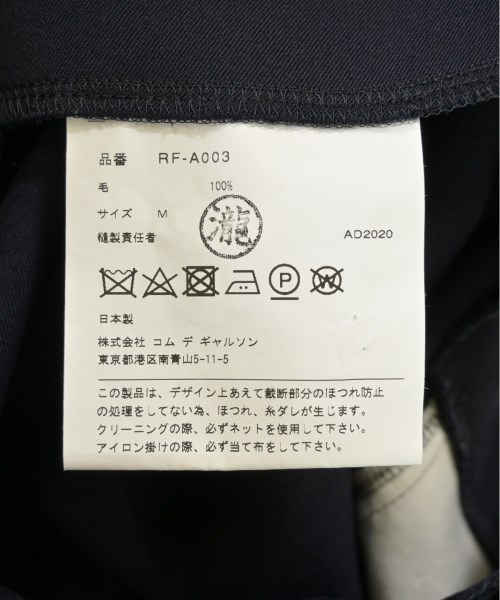 品番 RF-A003
毛 100%
サイズ M
縫製責任者 瀧 AD2020
P W
日本製
株式会社 コム デ ギャルソン
東京都港区南青山5-11-5
この製品は、デザイン上あえて裁断部分のほつれ防止
の処理をしてない為、ほつれ、糸ダレが生じます。
クリーニングの際、必ずネットを使用して下さい。
アイロン掛けの際、必ず当て布をして下さい。